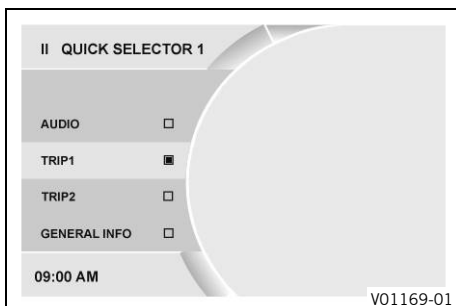 II QUICK SELECTOR 1
AUDIO
TRIP1
TRIP2
GENERAL INFO
09:00 AM
V01169-01